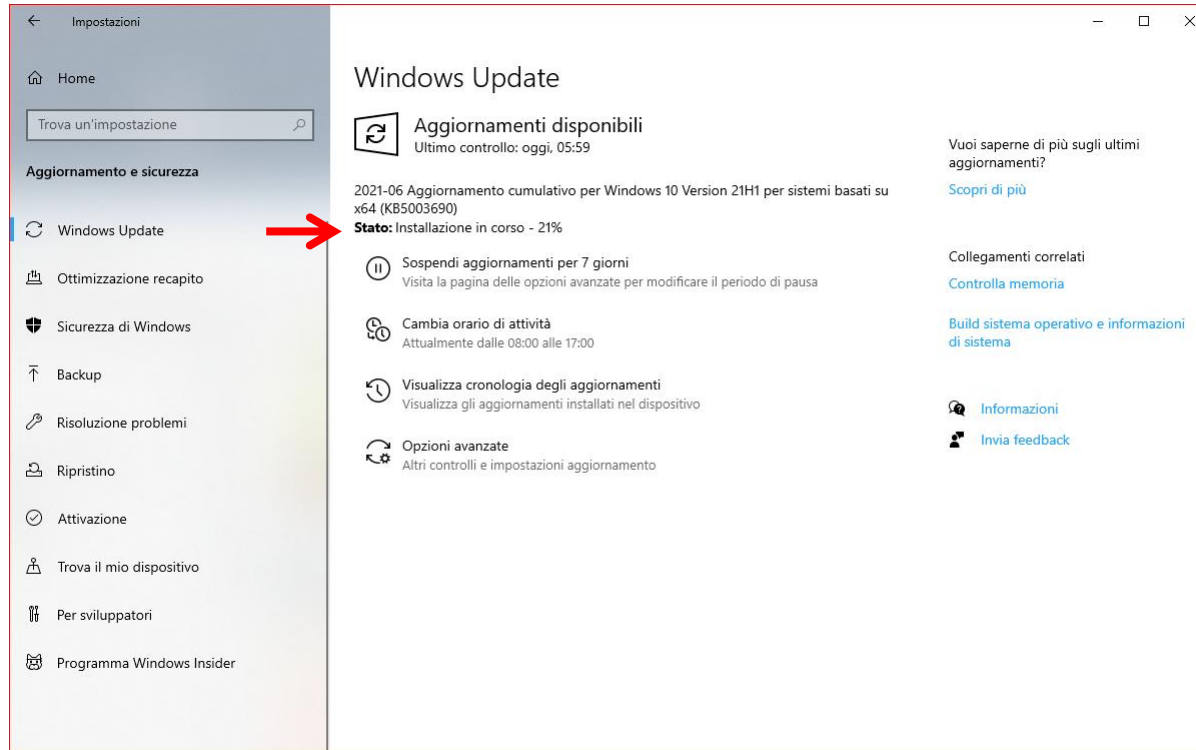 Impostazioni
Home
Trova un'impostazione
Aggiornamento e sicurezza
Windows Update
Ottimizzazione recapito
Sicurezza di Windows
Backup
Risoluzione problemi
Ripristino
Attivazione
Trova il mio dispositivo
Per sviluppatori
Programma Windows Insider
Windows Update
Aggiornamenti disponibili
Ultimo controllo: oggi, 05:59
2021-06 Aggiornamento cumulativo per Windows 10 Version 21H1 per sistemi basati su
x64 (KB5003690)
Stato: Installazione in corso - 21%
Sospendi aggiornamenti per 7 giorni
Visita la pagina delle opzioni avanzate per modificare il periodo di pausa
Cambia orario di attività
Attualmente dalle 08:00 alle 17:00
Visualizza cronologia degli aggiornamenti
Visualizza gli aggiornamenti installati nel dispositivo
Opzioni avanzate
Altri controlli e impostazioni aggiornamento
Vuoi saperne di più sugli ultimi
aggiornamenti?
Scopri di più
Collegamenti correlati
Controlla memoria
Build sistema operativo e informazioni
di sistema
Informazioni
Invia feedback